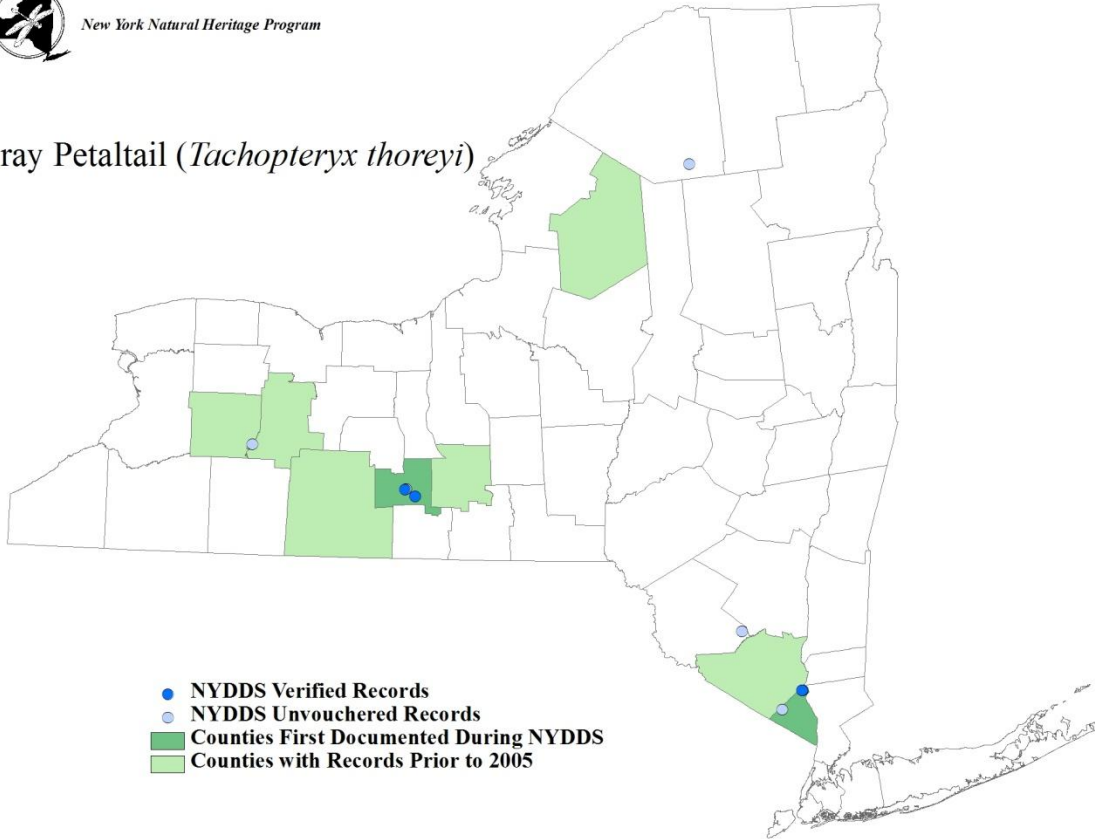 New York Natural Heritage Program
ray Petaltail (Tachopteryx thoreyi)
NYDDS Verified Records
NYDDS Unvouchered Records
Counties First Documented During NYDDS
Counties with Records Prior to 2005